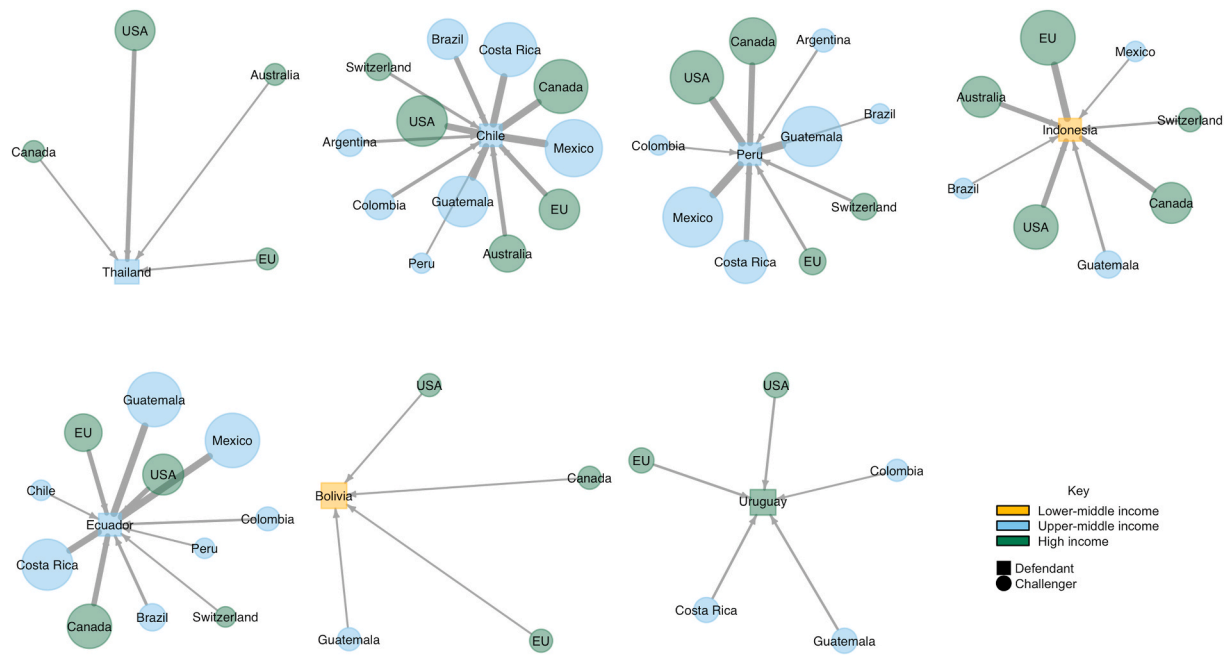 USA
Australia
Canada
EU
Thailand
Brazil
Costa Rica
Switzerland
Canada
USA
Chile
Argentina
Mexico
Colombia
Guatemala
EU
Australia
Peru
Canada
Argentina
USA
Brazil
Guatemala
Colombia
Peru
Mexico
Switzerland
Costa Rica
EU
EU
Mexico
Australia
Switzerland
Indonesia
Brazil
USA
Canada
Guatemala
Guatemala
EU
Mexico
USA
Chile
Colombia
Ecuador
Peru
Costa Rica
Canada
Brazil
Switzerland
USA
Canada
Bolivia
Guatemala
EU
USA
EU
Colombia
Uruguay
Costa Rica
Guatemala
Key
Lower-middle income
Upper-middle income
High income
Defendant
Challenger